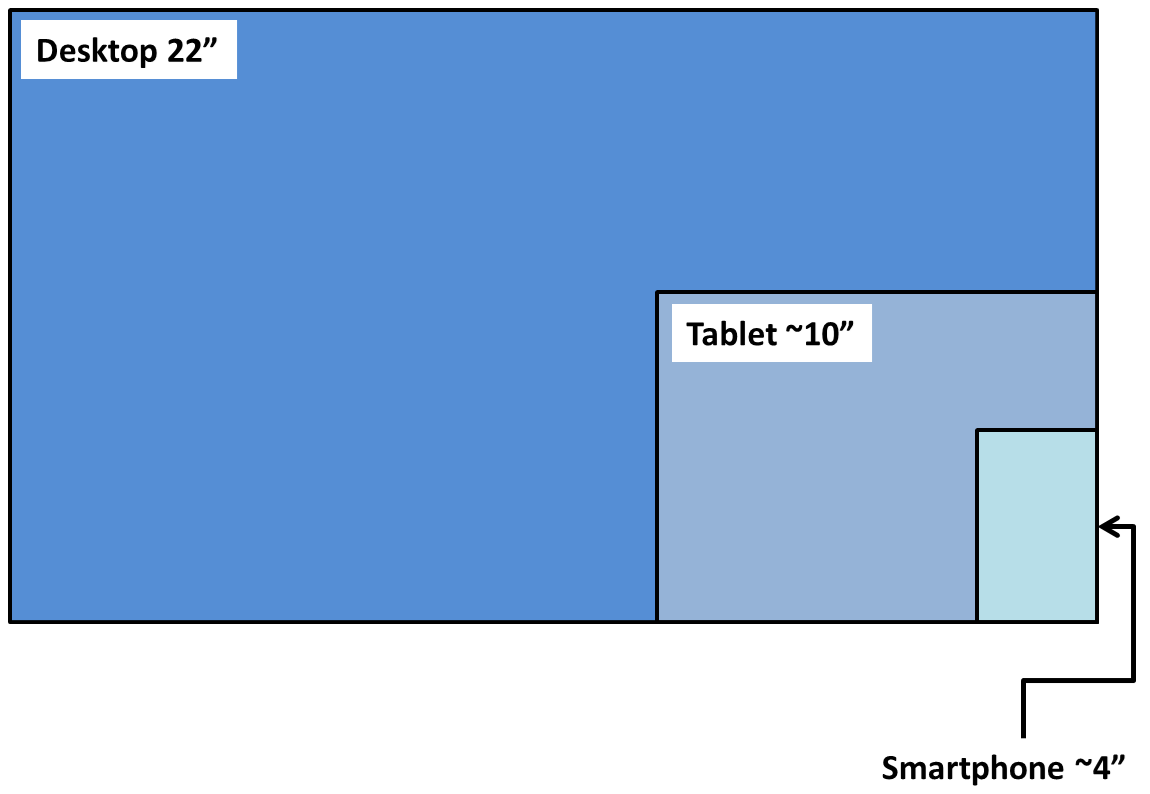 Desktop 22”
Tablet ~10”
Smartphone ~4”